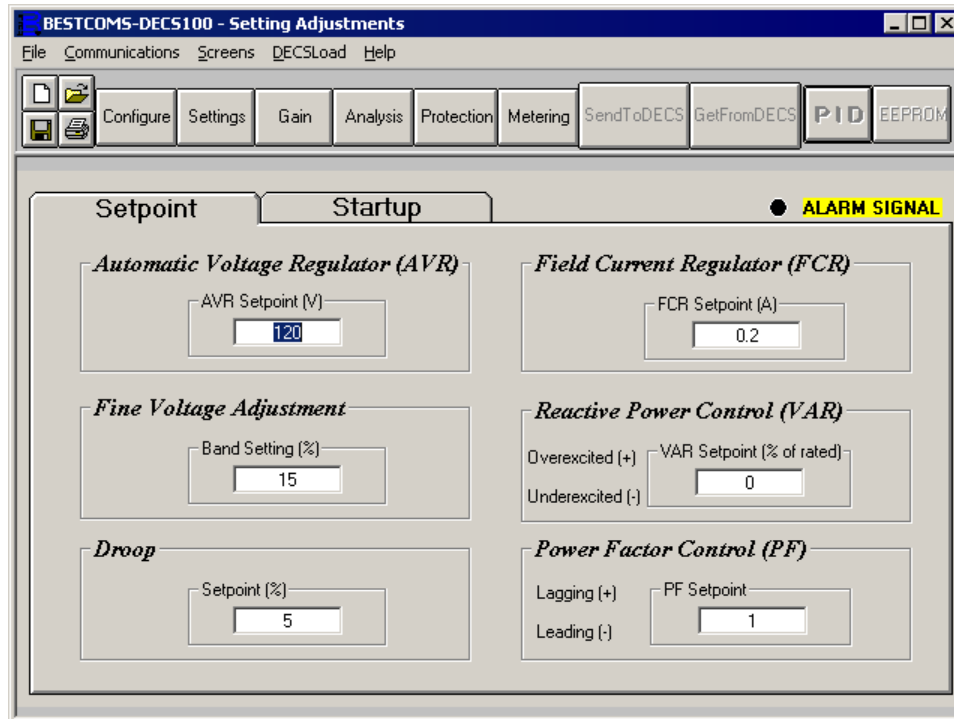 BESTCOMS-DECS100 - Setting Adjustments
File Communications Screens DECSLoad Help
Configure Settings Gain Analysis Protection Metering SendToDECS GetFromDECS PID EEPROM
Setpoint Startup ALARM SIGNAL
Automatic Voltage Regulator (AVR)
AVR Setpoint (V)
120
Field Current Regulator (FCR)
FCR Setpoint (A)
0.2
Fine Voltage Adjustment
Band Setting (%)
15
Reactive Power Control (VAR)
Overexcited (+)
Underexcited (-)
VAR Setpoint (% of rated)
0
Droop
Setpoint (%)
5
Power Factor Control (PF)
Lagging (+)
Leading (-)
PF Setpoint
1